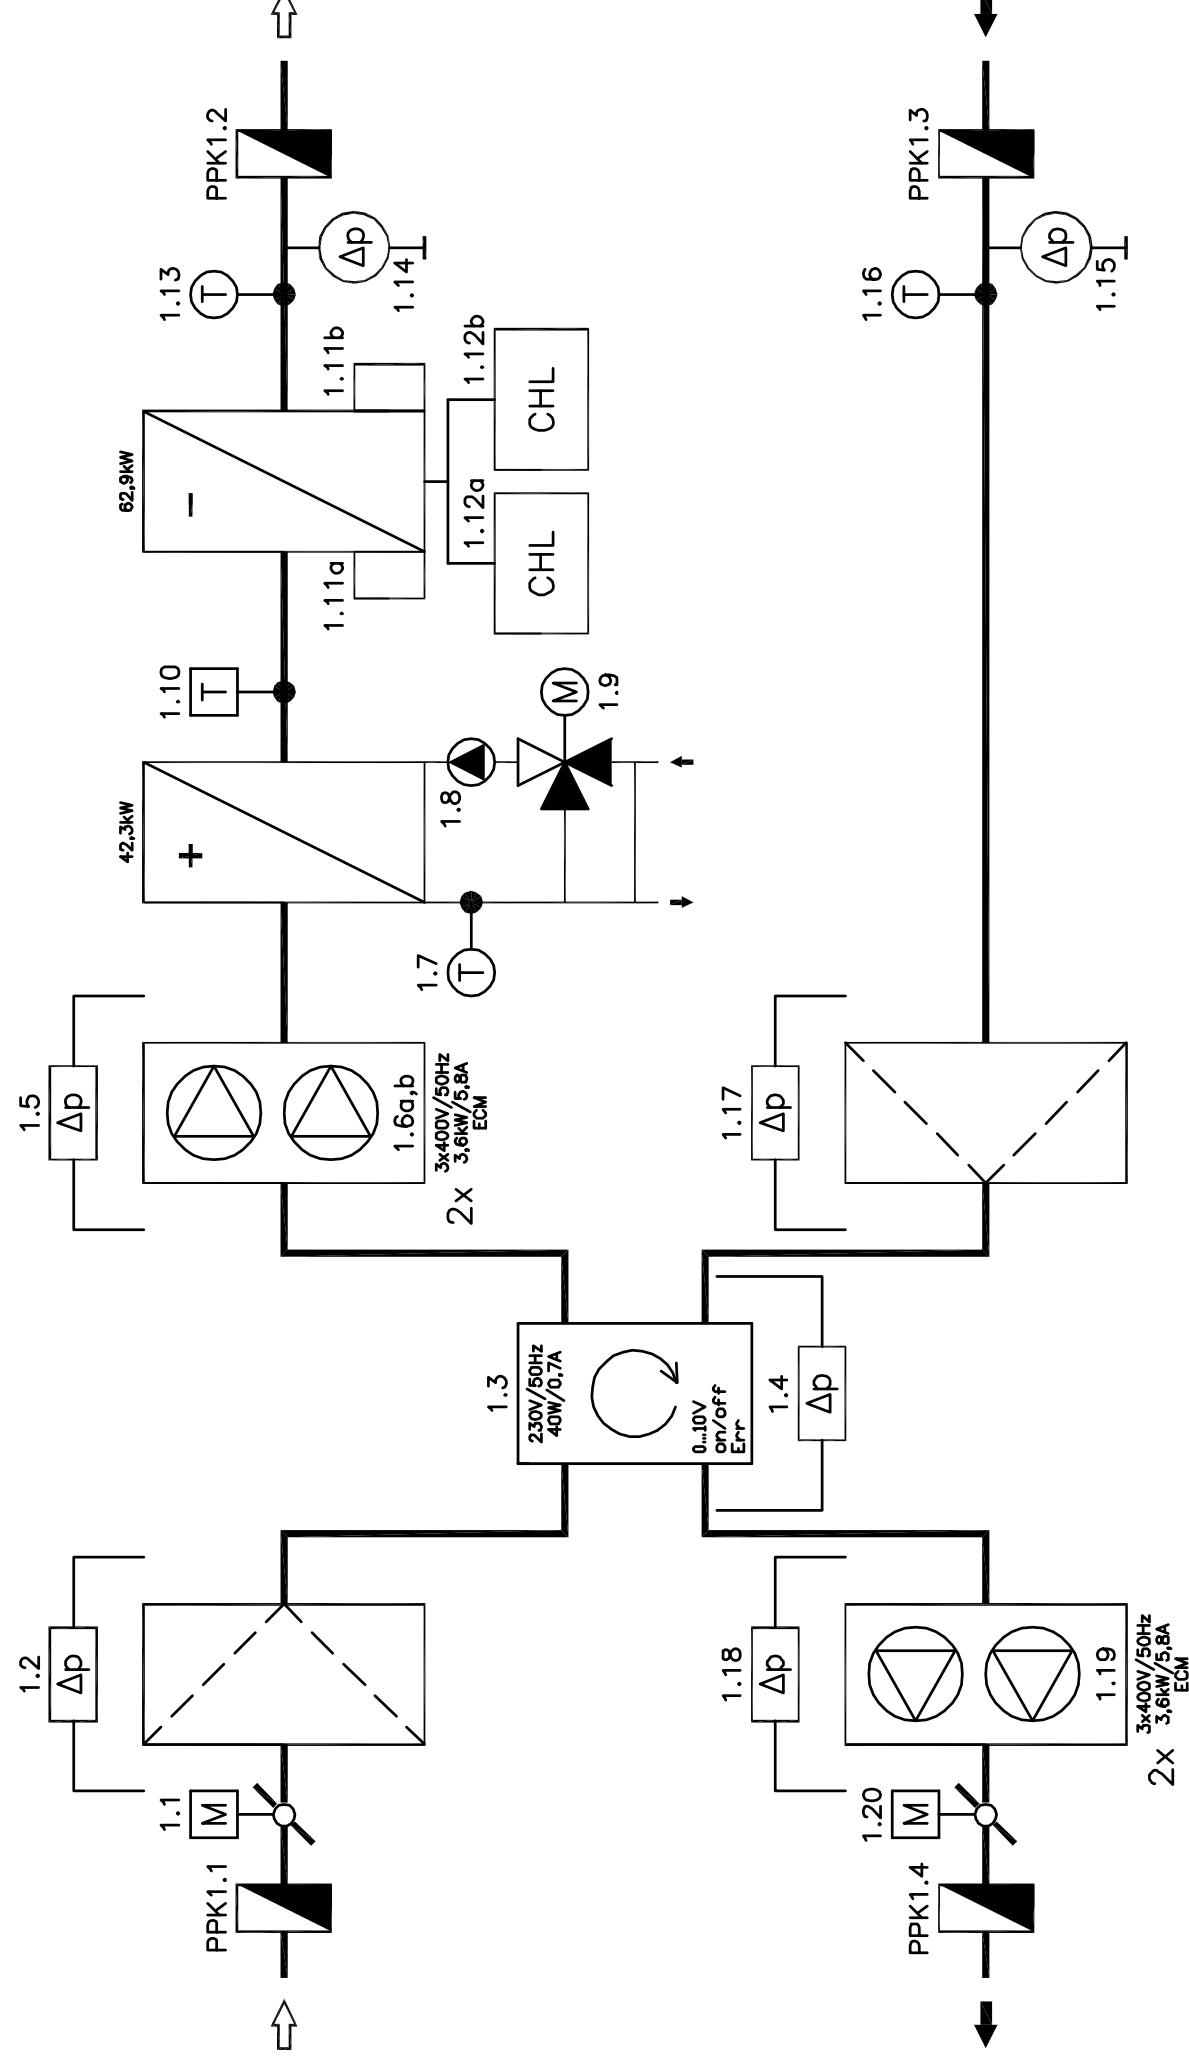 PPK1.1
1.1
M
1.2
Δp
1.3
230V/50Hz
40W/0,7A
0...10V
on/off
Err
1.4
Δp
1.5
Δp
1.6a,b
2x
3x400V/50Hz
3,6kW/5,8A
ECM
42,3kW
+
1.7
T
1.8
1.9
M
1.10
T
62,9kW
-
1.11a
1.11b
1.12a
CHL
1.12b
CHL
1.13
T
1.14
Δp
PPK1.2
PPK1.4
1.20
M
1.18
Δp
1.19
2x
3x400V/50Hz
3,6kW/5,8A
ECM
1.17
Δp
1.16
T
1.15
Δp
PPK1.3